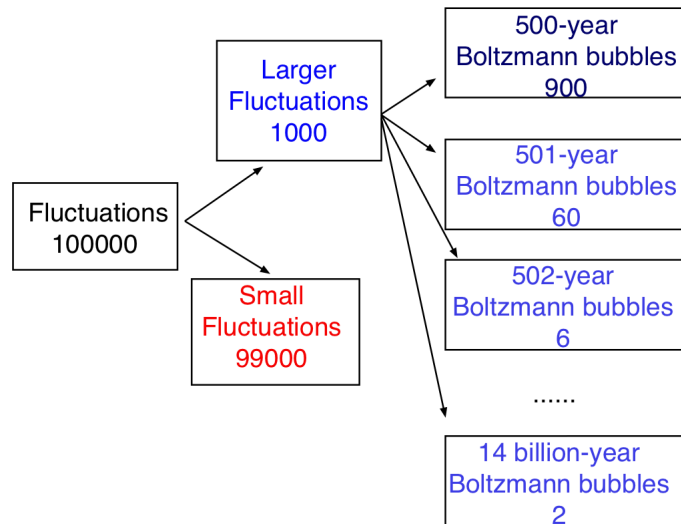 Fluctuations
100000
Larger
Fluctuations
1000
Small
Fluctuations
99000
500-year
Boltzmann bubbles
900
501-year
Boltzmann bubbles
60
502-year
Boltzmann bubbles
6
......
14 billion-year
Boltzmann bubbles
2